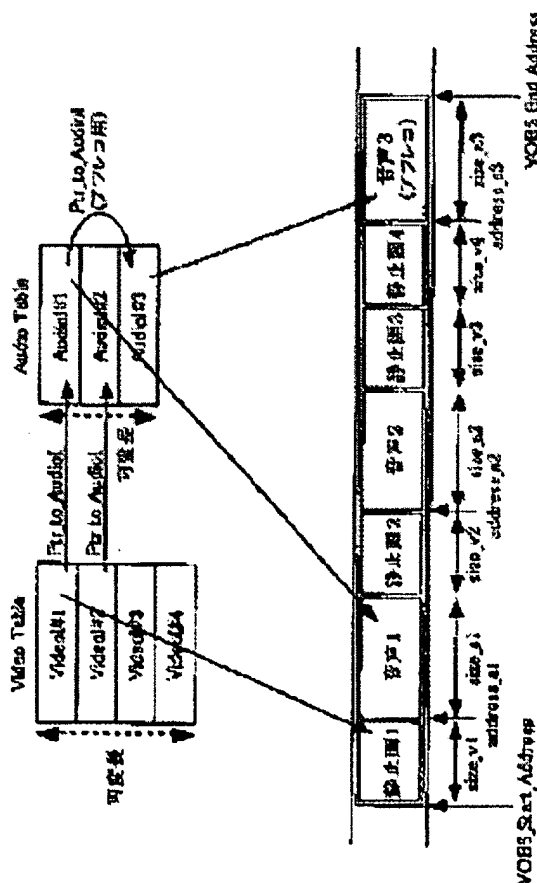 Video Table
Video#1
Video#2
Video#3
Video#4
可変長
Ptr_to_Audio
Ptr_to_Audio
Audio Table
Audio#1
Audio#2
Audio#3
可変長
Ptr_to_Audio
(アフレコ用)
静止画1
音声1
静止画2
音声2
静止画3
静止画4
音声3
(アフレコ)
size_v1
size_a1
size_v2
size_a2
size_v3
size_v4
size_a3
address_a1
address_a2
address_a3
VOBS_Start_Address
VOBS End Address